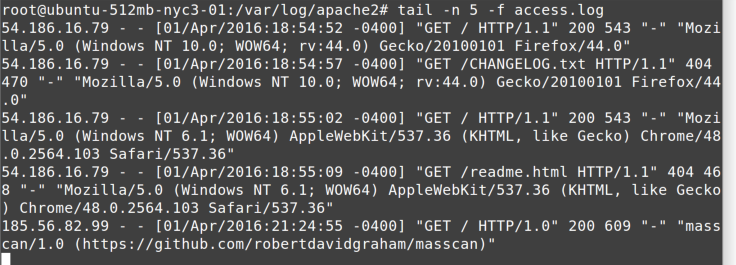 root@ubuntu-512mb-nyc3-01:/var/log/apache2# tail -n 5 -f access.log
54.186.16.79 - - [01/Apr/2016:18:54:52 -0400] "GET / HTTP/1.1" 200 543 "-" "Mozi
lla/5.0 (Windows NT 10.0; WOW64; rv:44.0) Gecko/20100101 Firefox/44.0"
54.186.16.79 - - [01/Apr/2016:18:54:57 -0400] "GET /CHANGELOG.txt HTTP/1.1" 404
470 "-" "Mozilla/5.0 (Windows NT 10.0; WOW64; rv:44.0) Gecko/20100101 Firefox/44
.0"
54.186.16.79 - - [01/Apr/2016:18:55:02 -0400] "GET / HTTP/1.1" 200 543 "-" "Mozi
lla/5.0 (Windows NT 6.1; WOW64) AppleWebKit/537.36 (KHTML, like Gecko) Chrome/48
.0.2564.103 Safari/537.36"
54.186.16.79 - - [01/Apr/2016:18:55:09 -0400] "GET /readme.html HTTP/1.1" 404 46
8 "-" "Mozilla/5.0 (Windows NT 6.1; WOW64) AppleWebKit/537.36 (KHTML, like Gecko
) Chrome/48.0.2564.103 Safari/537.36"
185.56.82.99 - - [01/Apr/2016:21:24:55 -0400] "GET / HTTP/1.0" 200 609 "-" "mass
can/1.0 (https://github.com/robertdavidgraham/masscan)"